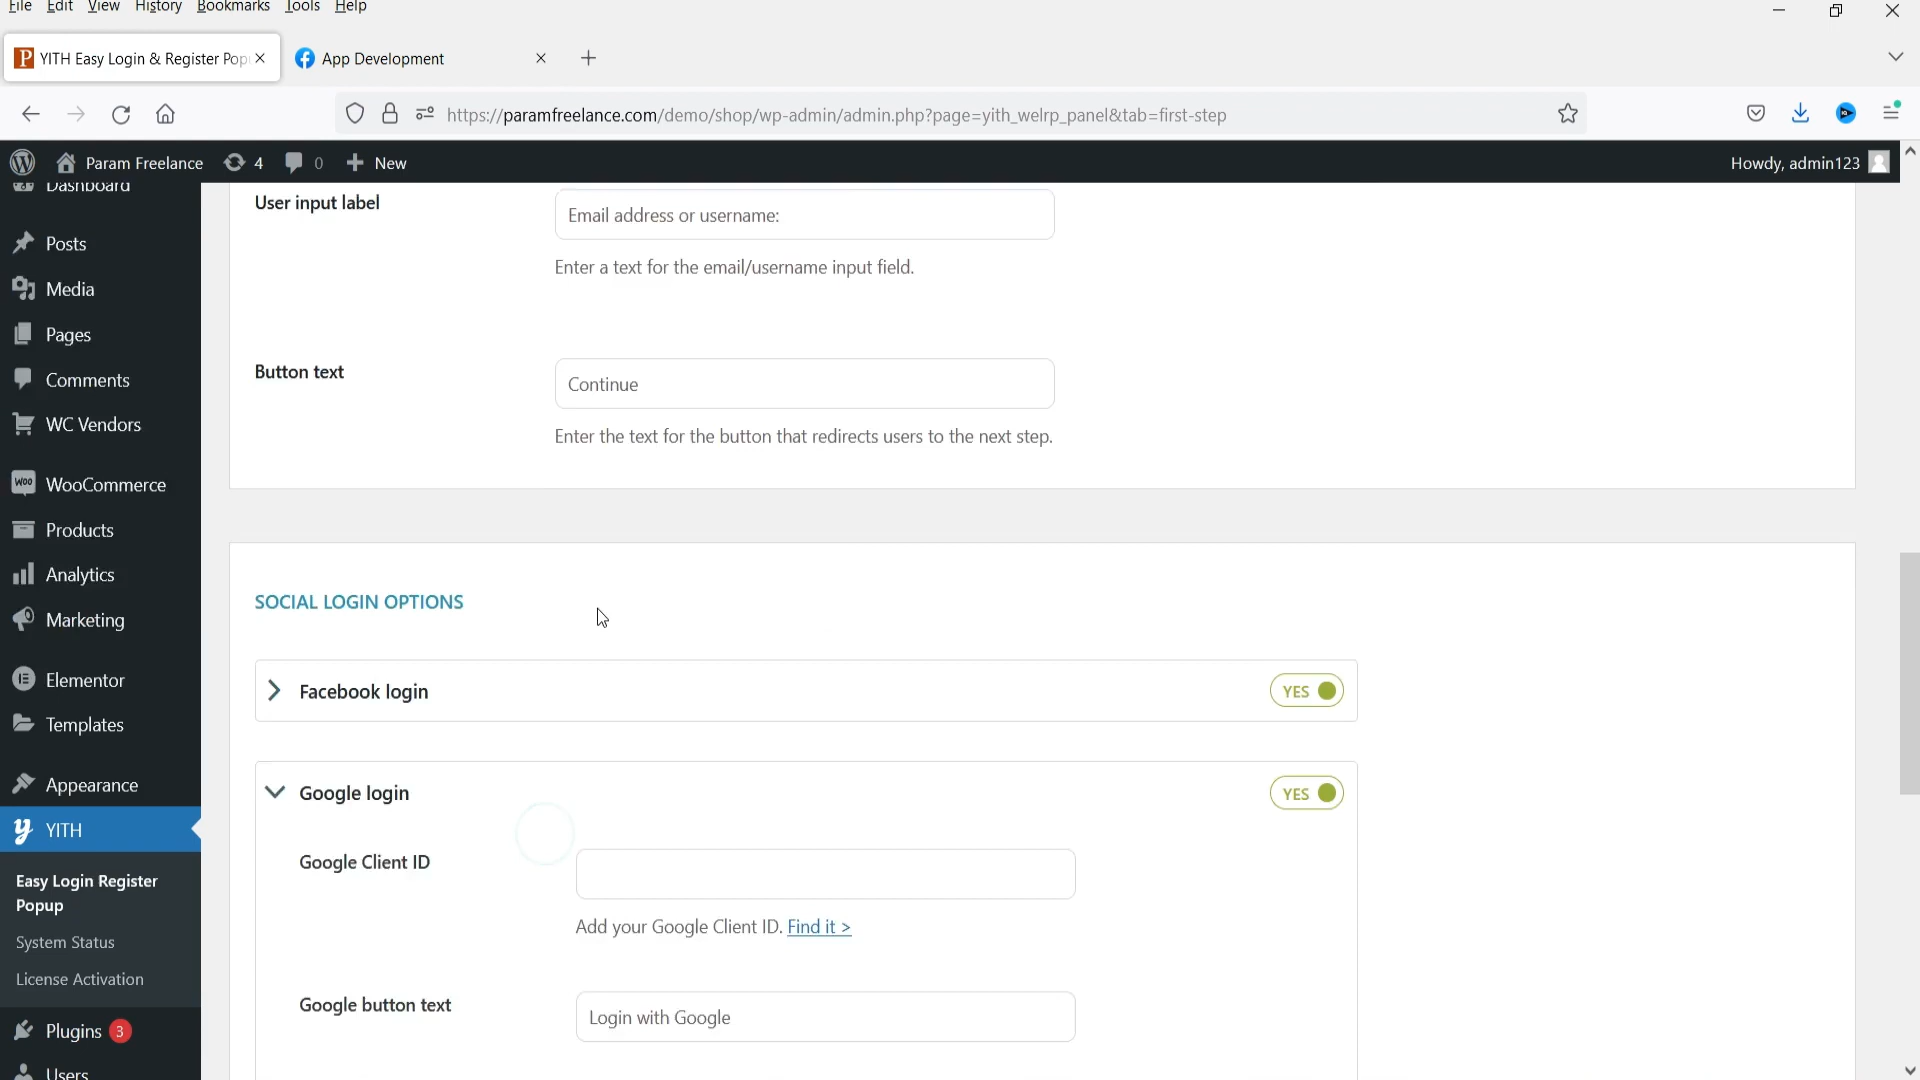 File Edit View History Bookmarks Tools Help
YITH Easy Login & Register Pop
App Development
https://paramfreelance.com/demo/shop/wp-admin/admin.php?page=yith_welrp_panel&tab=first-step
Param Freelance 4 0 New
Howdy, admin123
Dashboard
Posts
Media
Pages
Comments
WC Vendors
WooCommerce
Products
Analytics
Marketing
Elementor
Templates
Appearance
YITH
Easy Login Register
Popup
System Status
License Activation
Plugins 3
Users
User input label
Email address or username:
Enter a text for the email/username input field.
Button text
Continue
Enter the text for the button that redirects users to the next step.
SOCIAL LOGIN OPTIONS
Facebook login
YES
Google login
YES
Google Client ID
Add your Google Client ID. Find it >
Google button text
Login with Google